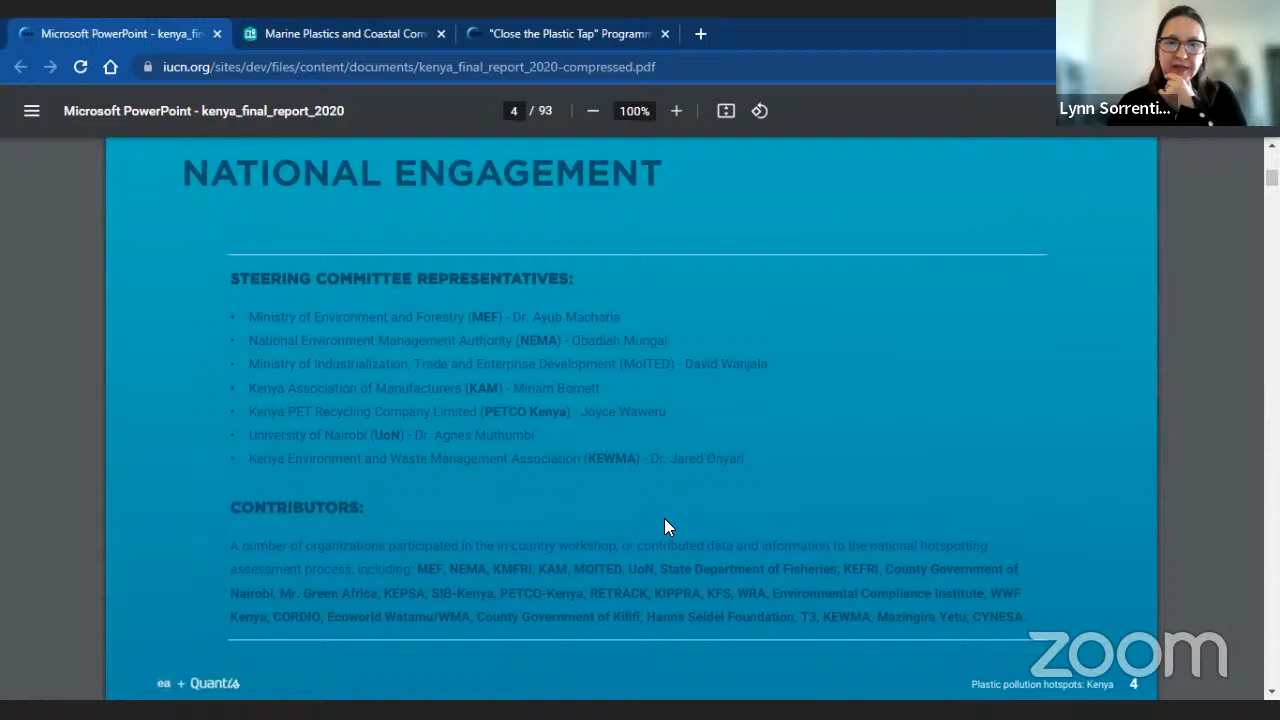 Microsoft PowerPoint - kenya_fin
Marine Plastics and Coastal Com
"Close the Plastic Tap" Programm
iucn.org/sites/dev/files/content/documents/kenya_final_report_2020-compressed.pdf
Microsoft PowerPoint - kenya_final_report_2020
4 / 93
100%
Lynn Sorrenti...
NATIONAL ENGAGEMENT
STEERING COMMITTEE REPRESENTATIVES:
• Ministry of Environment and Forestry (MEF) - Dr. Ayub Macharia
• National Environment Management Authority (NEMA) - Obadiah Mungai
• Ministry of Industrialization, Trade and Enterprise Development (MoITED) - David Wanjala
• Kenya Association of Manufacturers (KAM) - Miriam Bomett
• Kenya PET Recycling Company Limited (PETCO Kenya) - Joyce Waweru
• University of Nairobi (UoN) - Dr. Agnes Muthumbi
• Kenya Environment and Waste Management Association (KEWMA) - Dr. Jared Onyari
CONTRIBUTORS:
A number of organizations participated in the in-country workshop, or contributed data and information to the national hotspotting
assessment process, including: MEF, NEMA, KMFRI, KAM, MOITED, UoN, State Department of Fisheries, KEFRI, County Government of
Nairobi, Mr. Green Africa, KEPSA, SIB-Kenya, PETCO-Kenya, RETRACK, KIPPRA, KFS, WRA, Environmental Compliance Institute, WWF
Kenya, CORDIO, Ecoworld Watamu/WMA, County Government of Kilifi, Hanns Seidel Foundation, T3, KEWMA, Mazingira Yetu, CYNESA.
zoom
ea + Quantis
Plastic pollution hotspots: Kenya 4